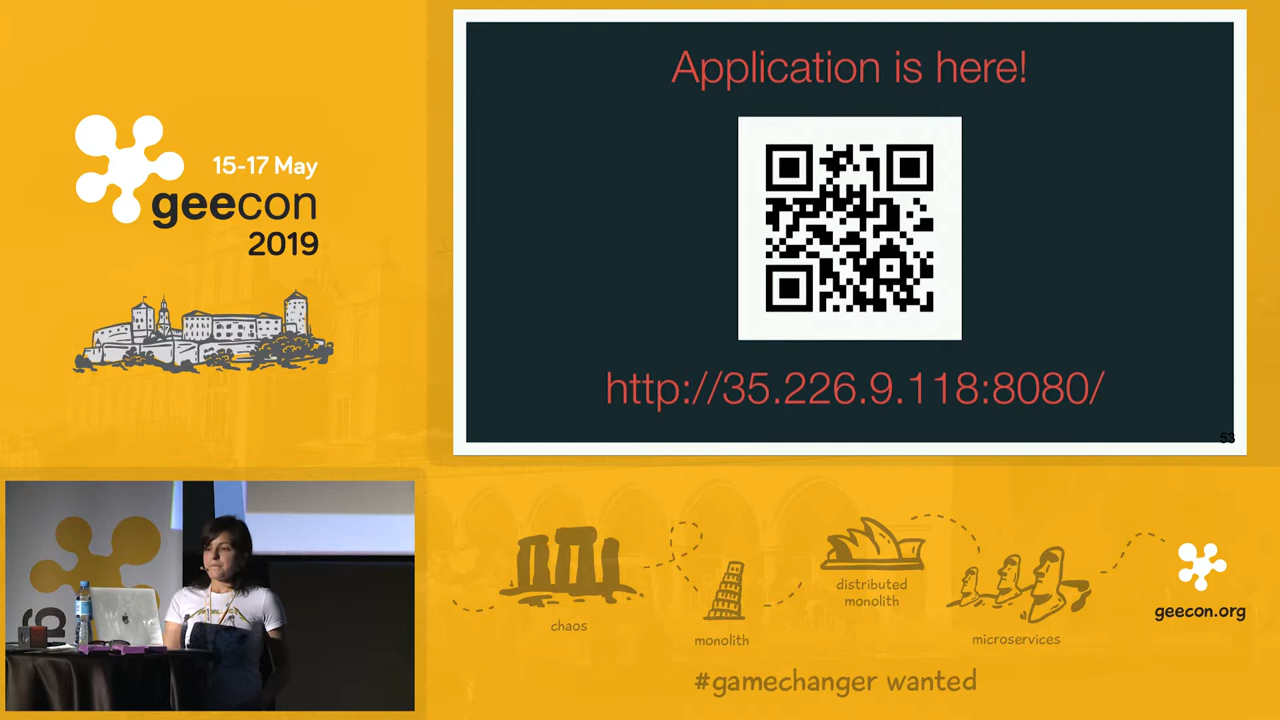 15-17 May
geecon
2019
Application is here!
http://35.226.9.118:8080/
53
chaos
monolith
distributed
monolith
microservices
geecon.org
#gamechanger wanted